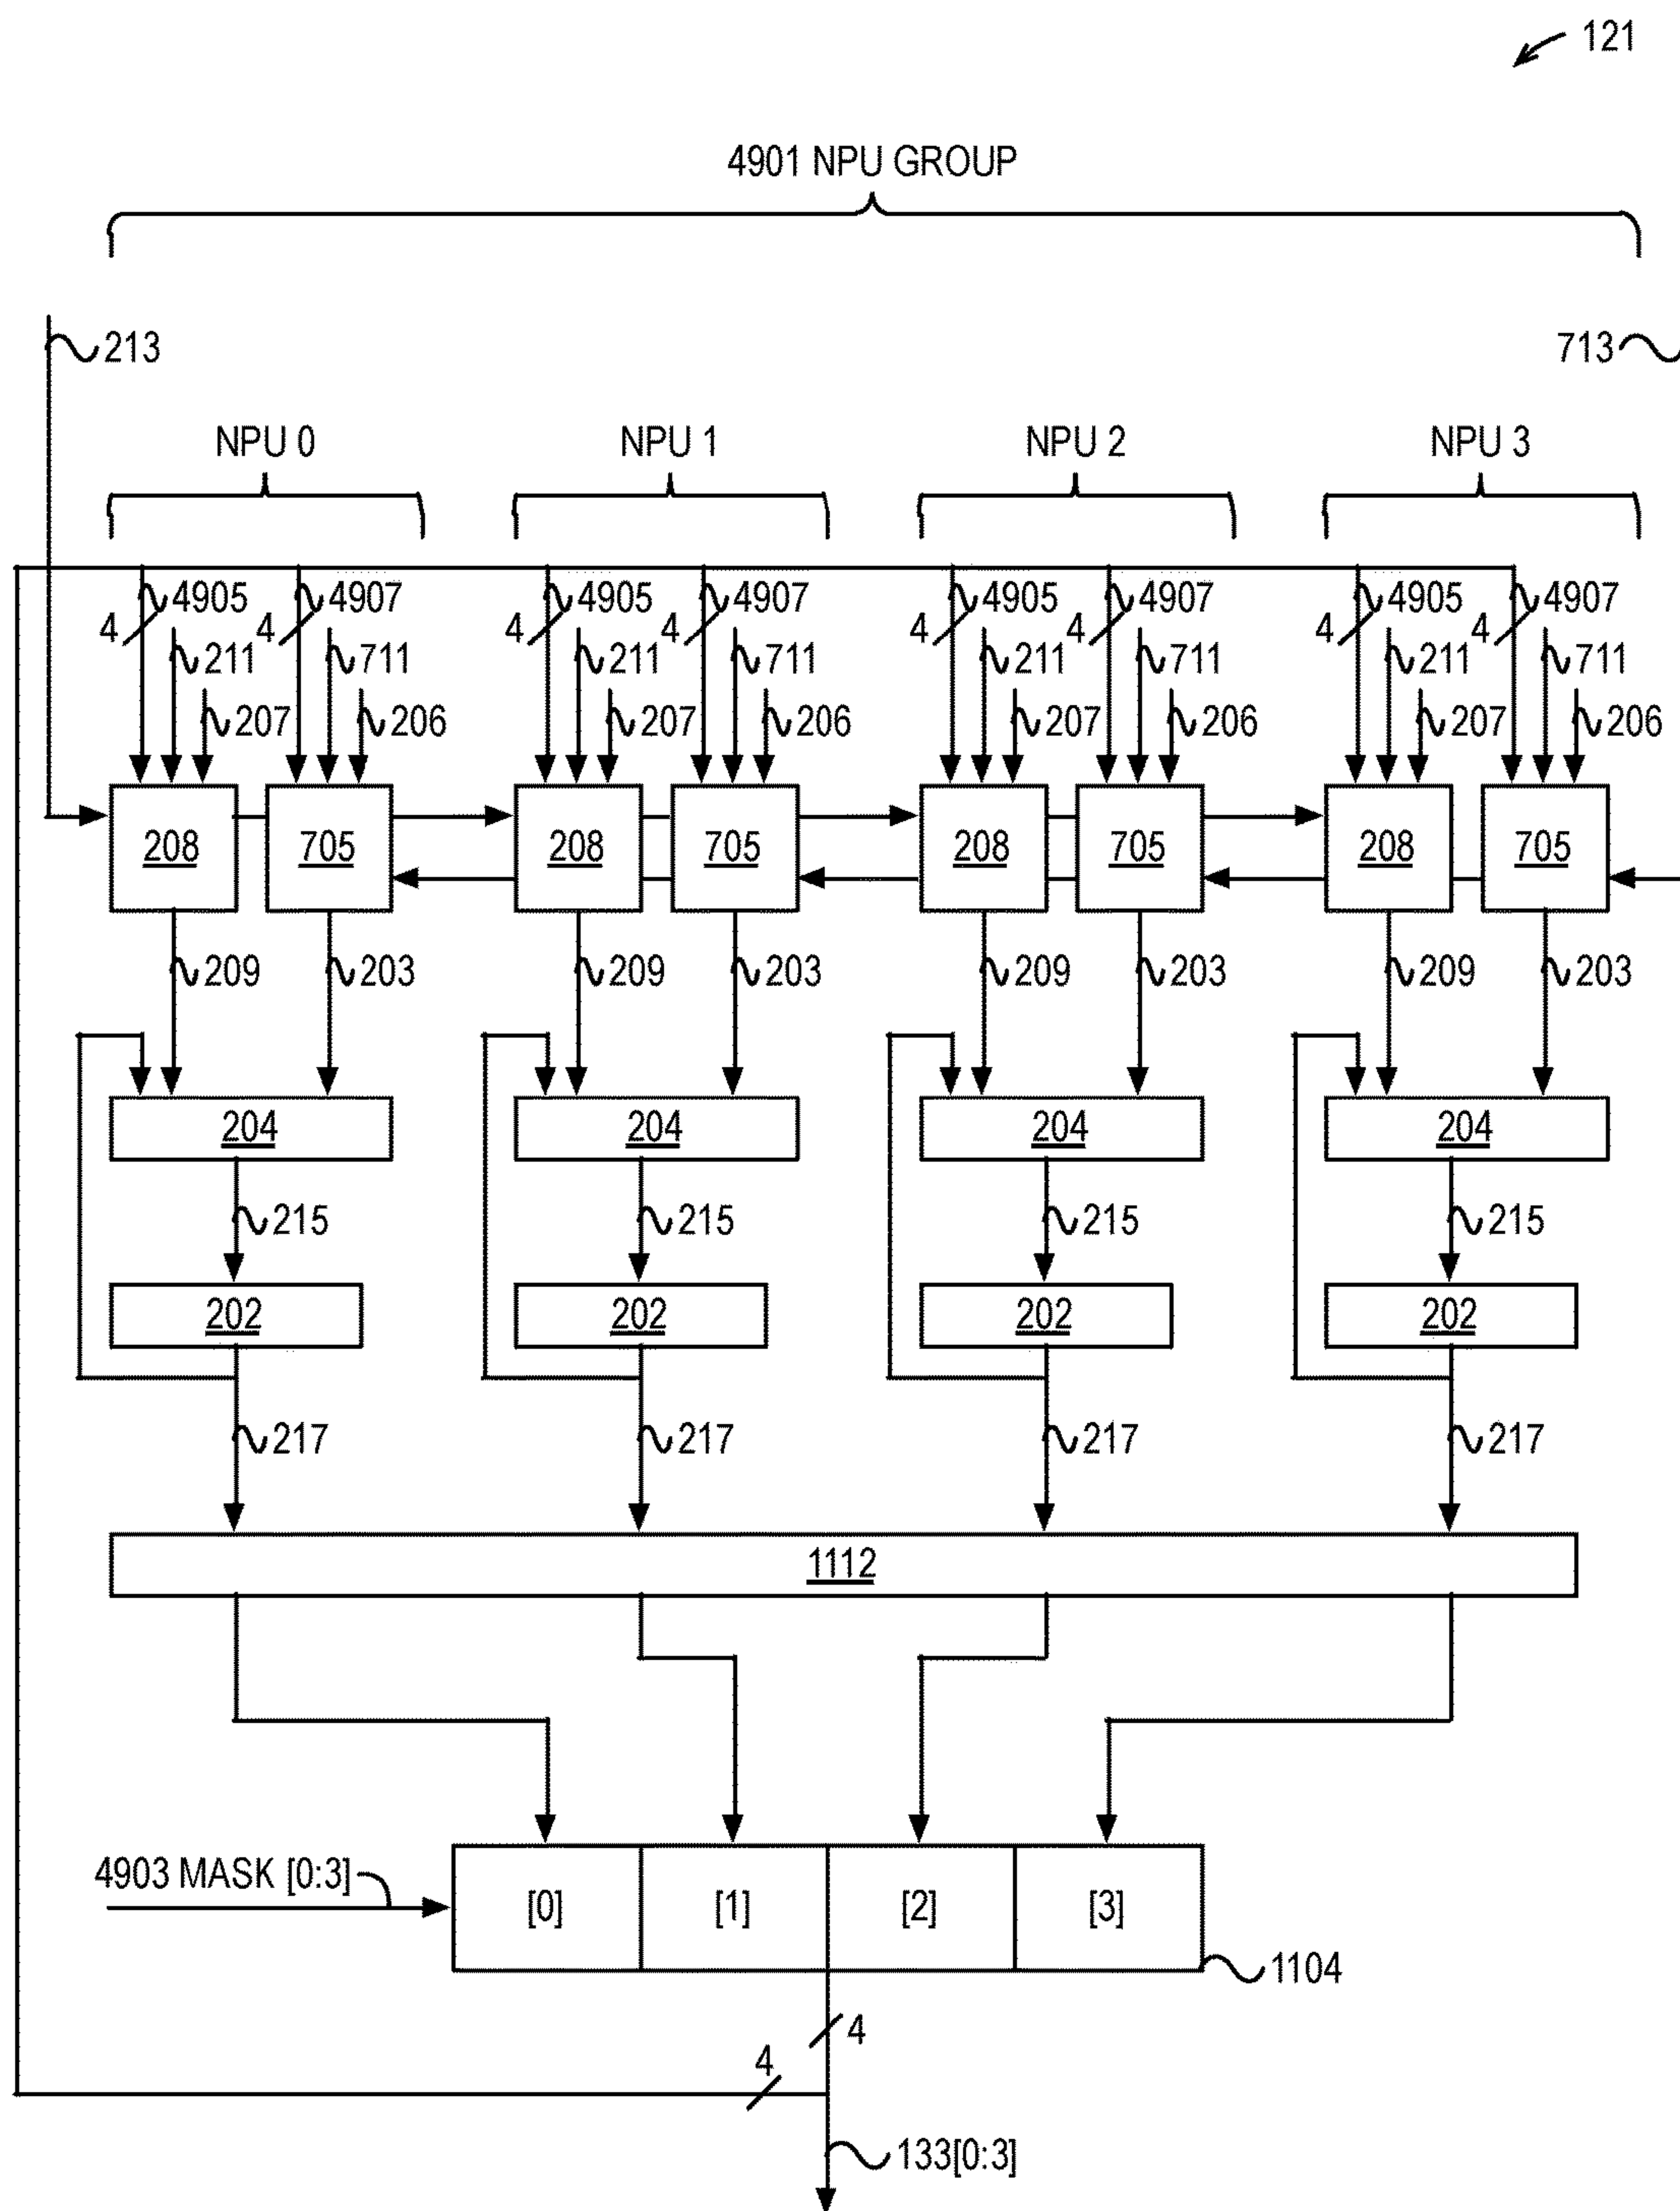 121
4901 NPU GROUP
213
713
NPU 0 NPU 1 NPU 2 NPU 3
4905 4907 4905 4907 4905 4907 4905 4907
4 4 4 4 4 4 4 4
211 711 211 711 211 711 211 711
207 206 207 206 207 206 207 206
208 705 208 705 208 705 208 705
209 203 209 203 209 203 209 203
204 204 204 204
215 215 215 215
202 202 202 202
217 217 217 217
1112
4903 MASK [0:3]
[0] [1] [2] [3]
1104
4
4
133[0:3]